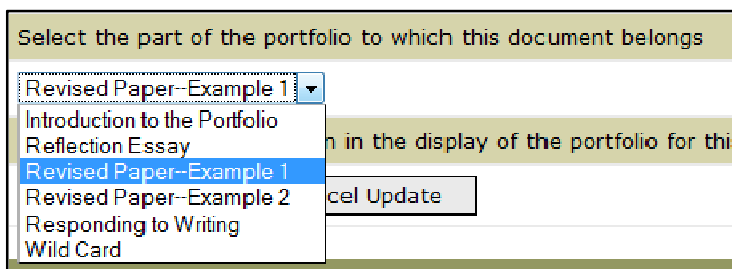 Select the part of the portfolio to which this document belongs
Revised Paper--Example 1
Introduction to the Portfolio
Reflection Essay
in the display of the portfolio for
Revised Paper--Example 1
Revised Paper--Example 2
Update
Responding to Writing
Wild Card